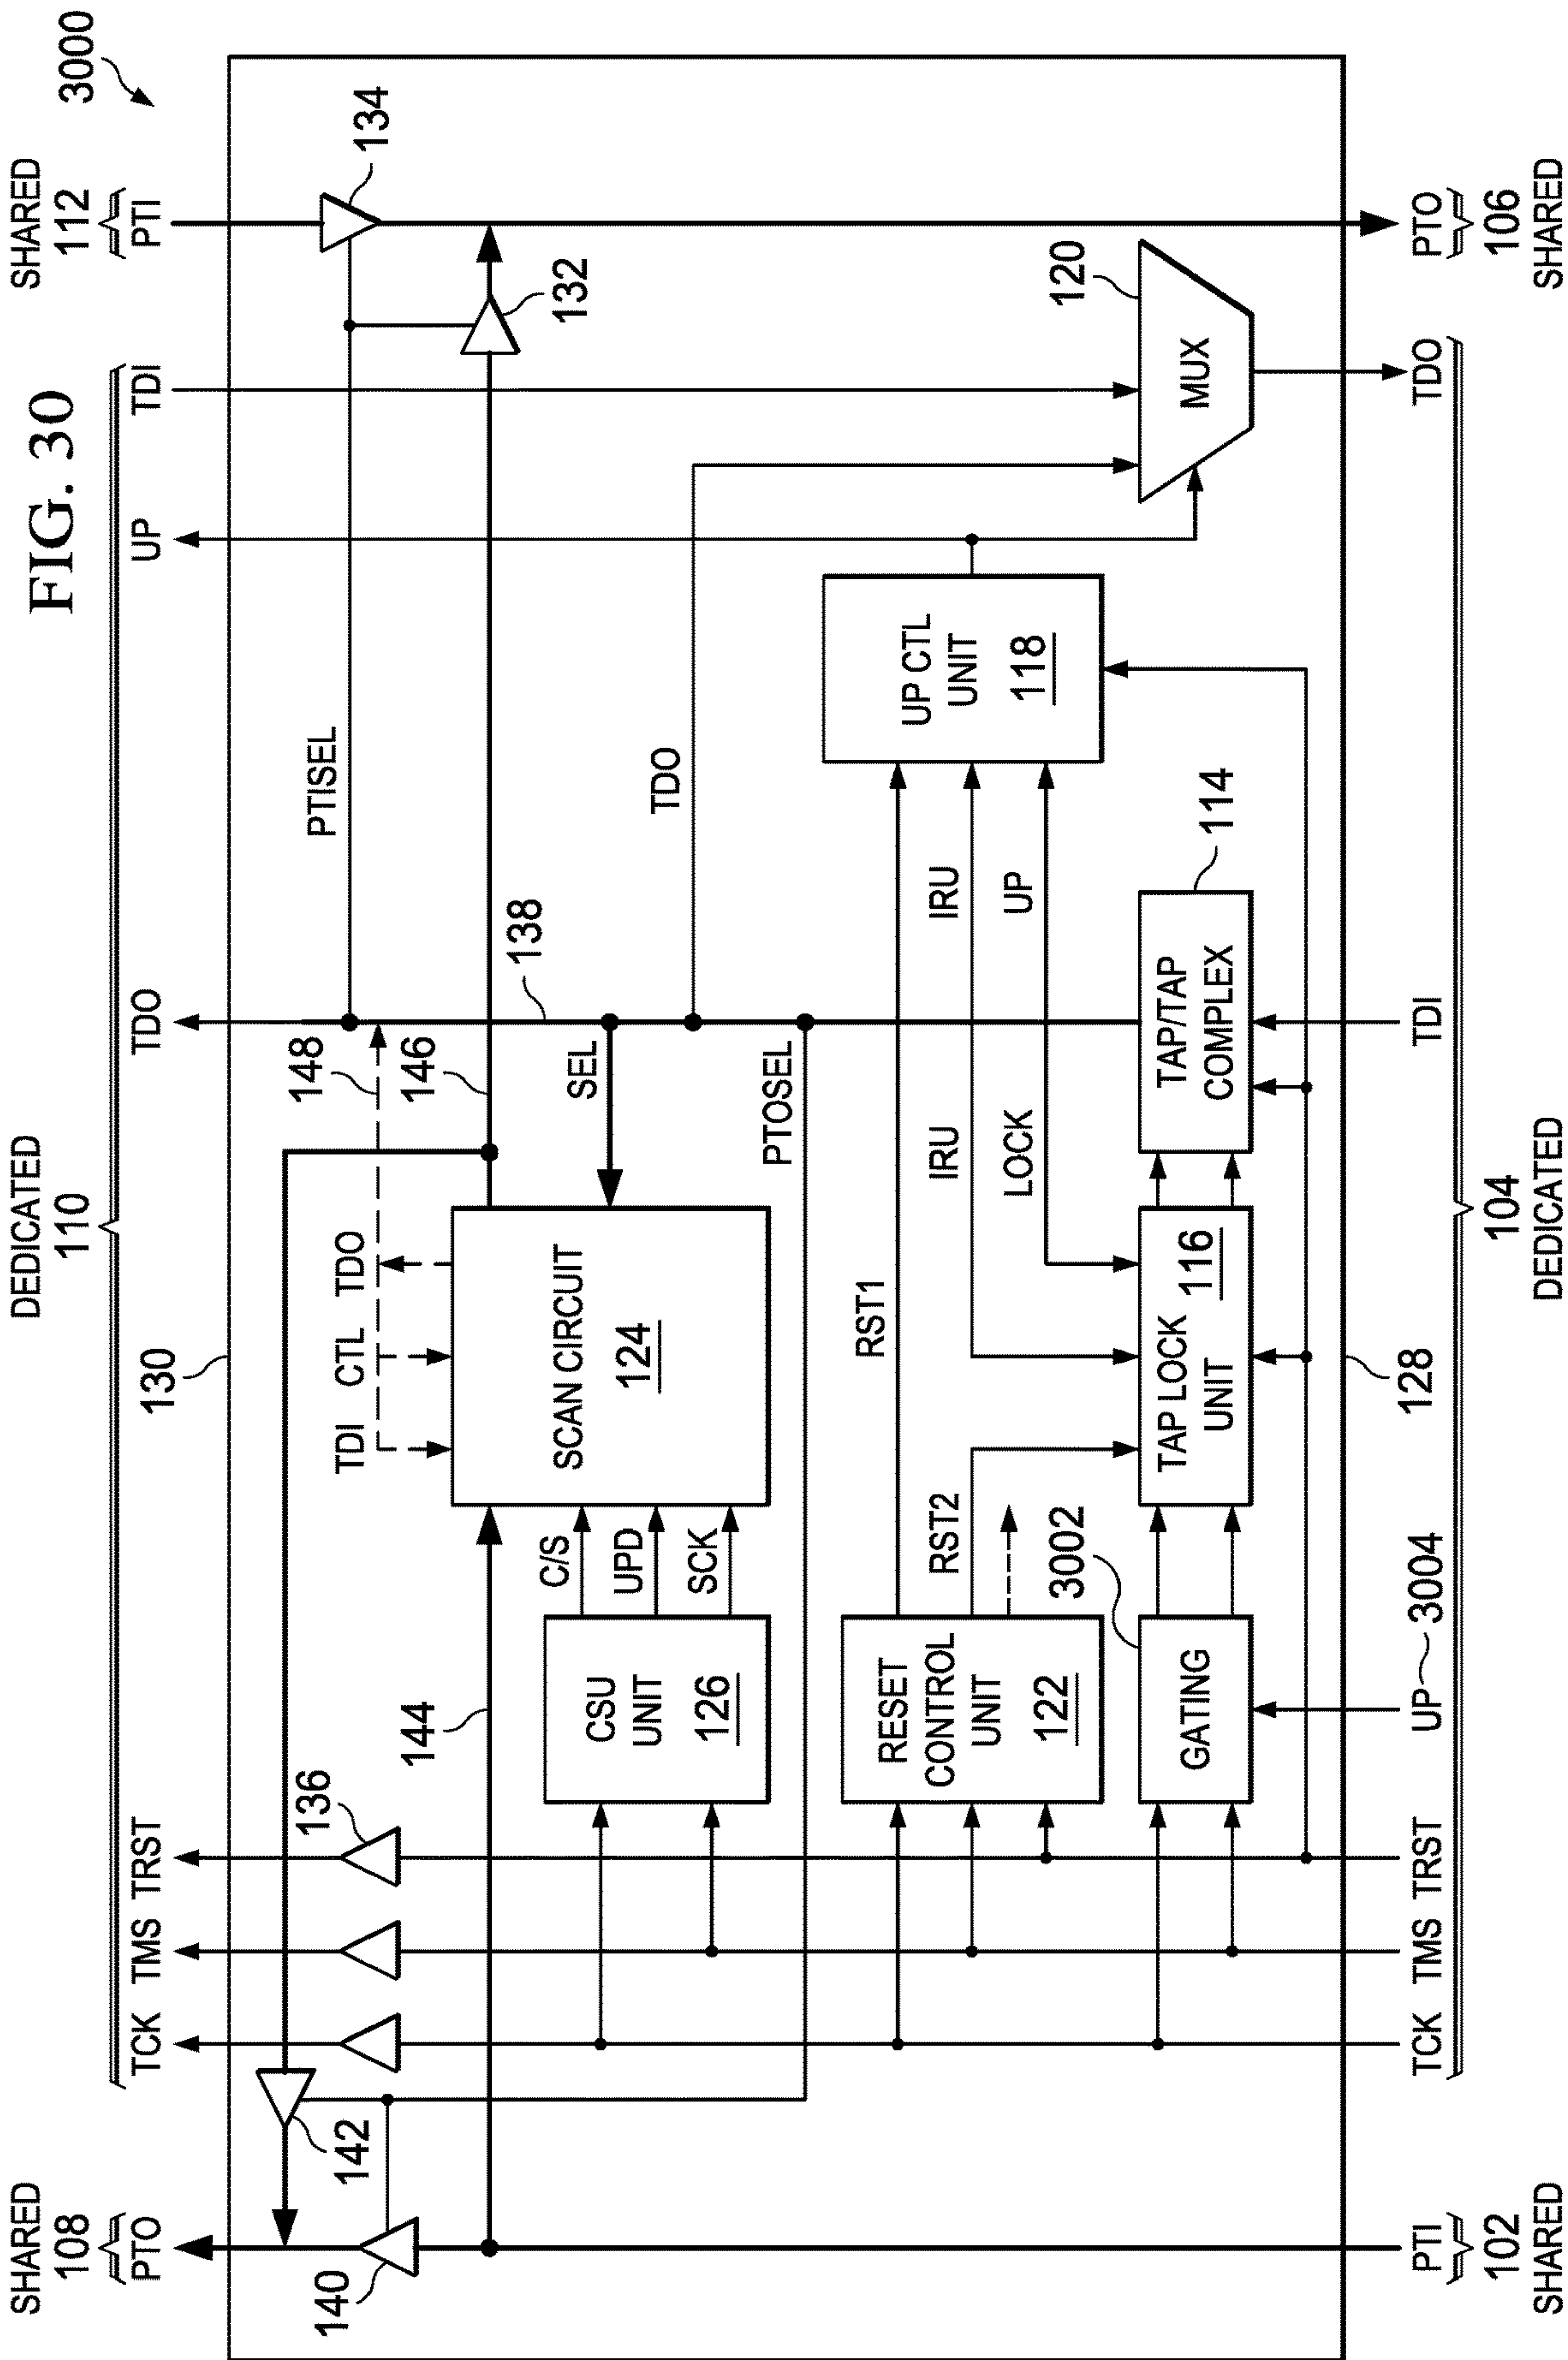 FIG. 30
3000
SHARED
108
PTO
DEDICATED
110
TCK
TMS
TRST
TDO
UP
TDI
SHARED
112
PTI
130
142
140
136
148
TDI
CTL
TDO
PTISEL
134
132
144
146
138
CSU
UNIT
126
C/S
UPD
SCK
SCAN CIRCUIT
124
SEL
TDO
PTOSEL
RESET
CONTROL
UNIT
122
RST1
RST2
IRU
LOCK
IRU
UP
UP CTL
UNIT
118
3002
GATING
TAP LOCK
UNIT
116
TAP/TAP
COMPLEX
114
MUX
120
128
PTI
102
SHARED
TCK
TMS
TRST
UP
3004
TDI
TDO
104
DEDICATED
PTO
106
SHARED